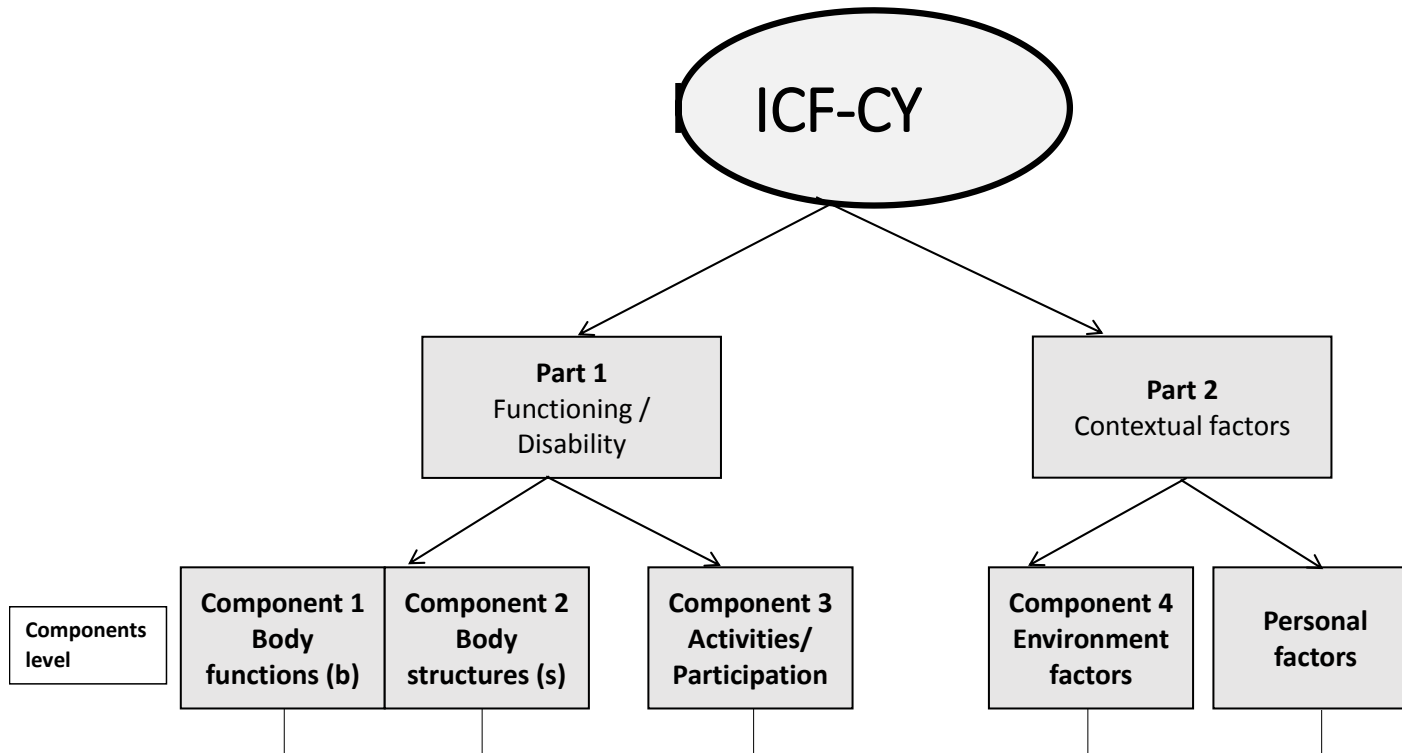 ICF-CY
Part 1
Functioning /
Disability
Part 2
Contextual factors
Components
level
Component 1
Body
functions (b)
Component 2
Body
structures (s)
Component 3
Activities/
Participation
Component 4
Environment
factors
Personal
factors